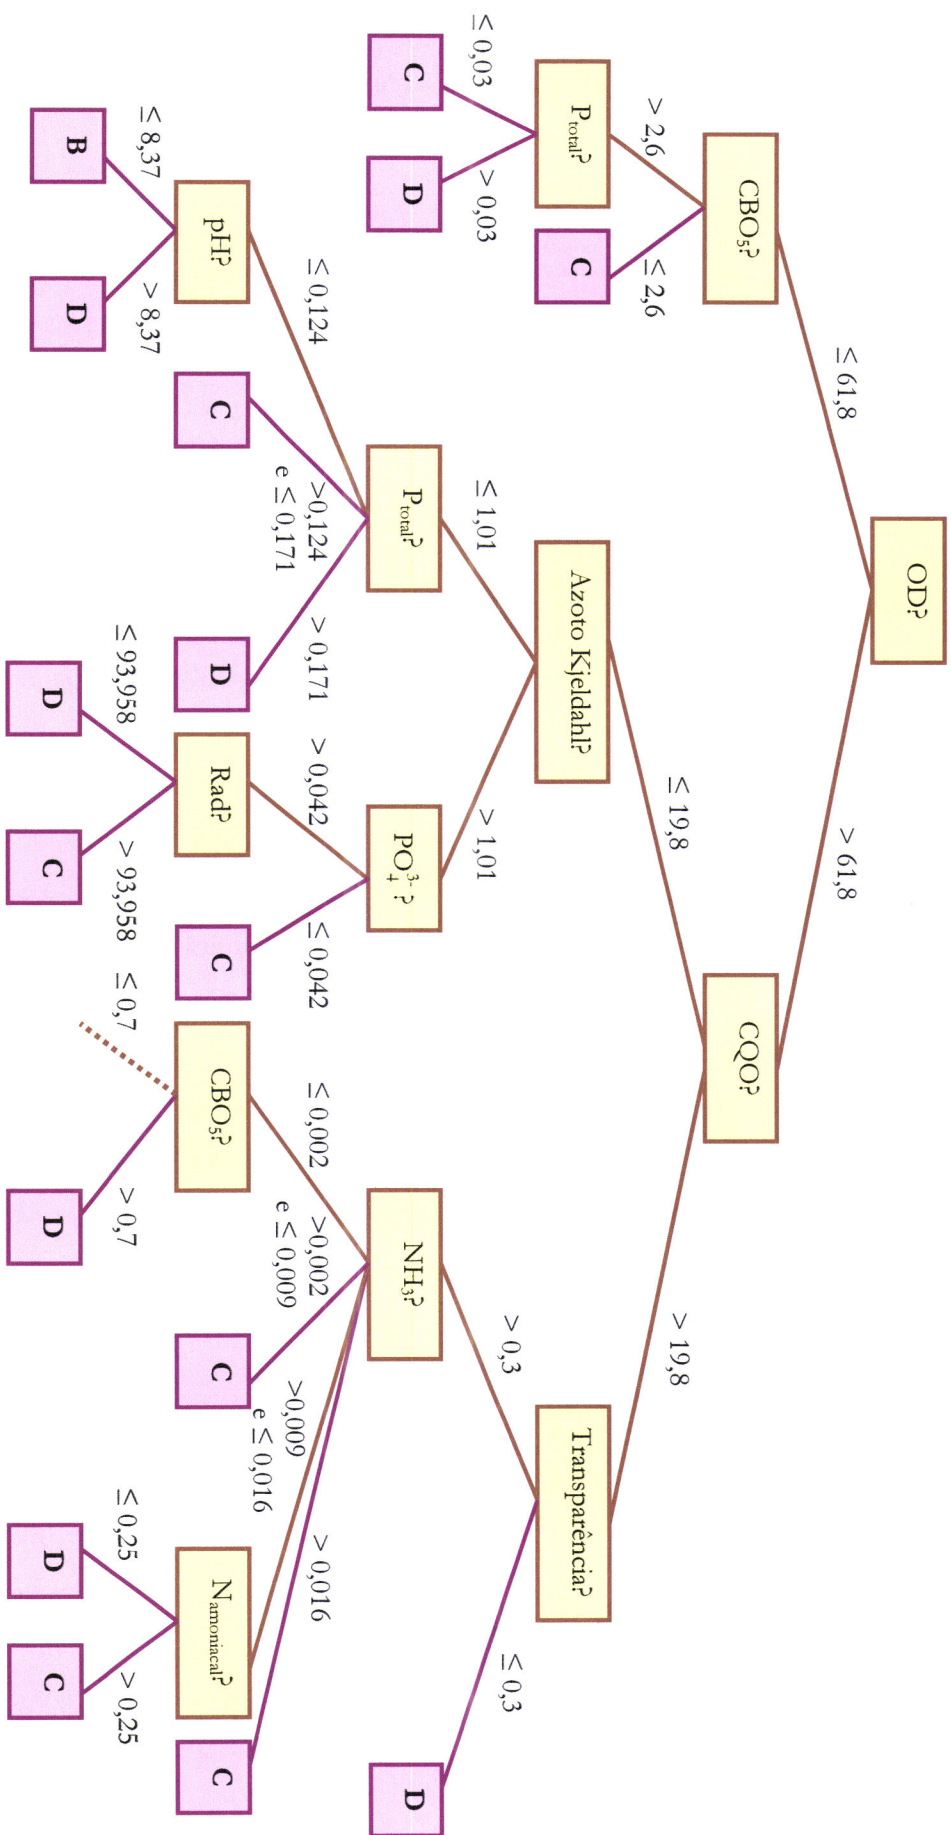 OD?
≤ 61,8
> 61,8
CBO₅?
CQO?
> 2,6
≤ 2,6
≤ 19,8
> 19,8
P total?
C
Azoto Kjeldahl?
Transparência?
≤ 0,03
> 0,03
≤ 1,01
> 1,01
> 0,3
≤ 0,3
C
D
P total?
PO₄³⁻ ?
NH₃?
D
≤ 0,124
>0,124
e ≤ 0,171
> 0,171
> 0,042
≤ 0,042
≤ 0,002
>0,002
e ≤ 0,009
>0,009
e ≤ 0,016
> 0,016
pH?
C
D
Rad?
C
CBO₅?
C
N amoniacal?
C
≤ 8,37
> 8,37
≤ 93,958
> 93,958
≤ 0,7
> 0,7
≤ 0,25
> 0,25
B
D
D
C
D
D
C